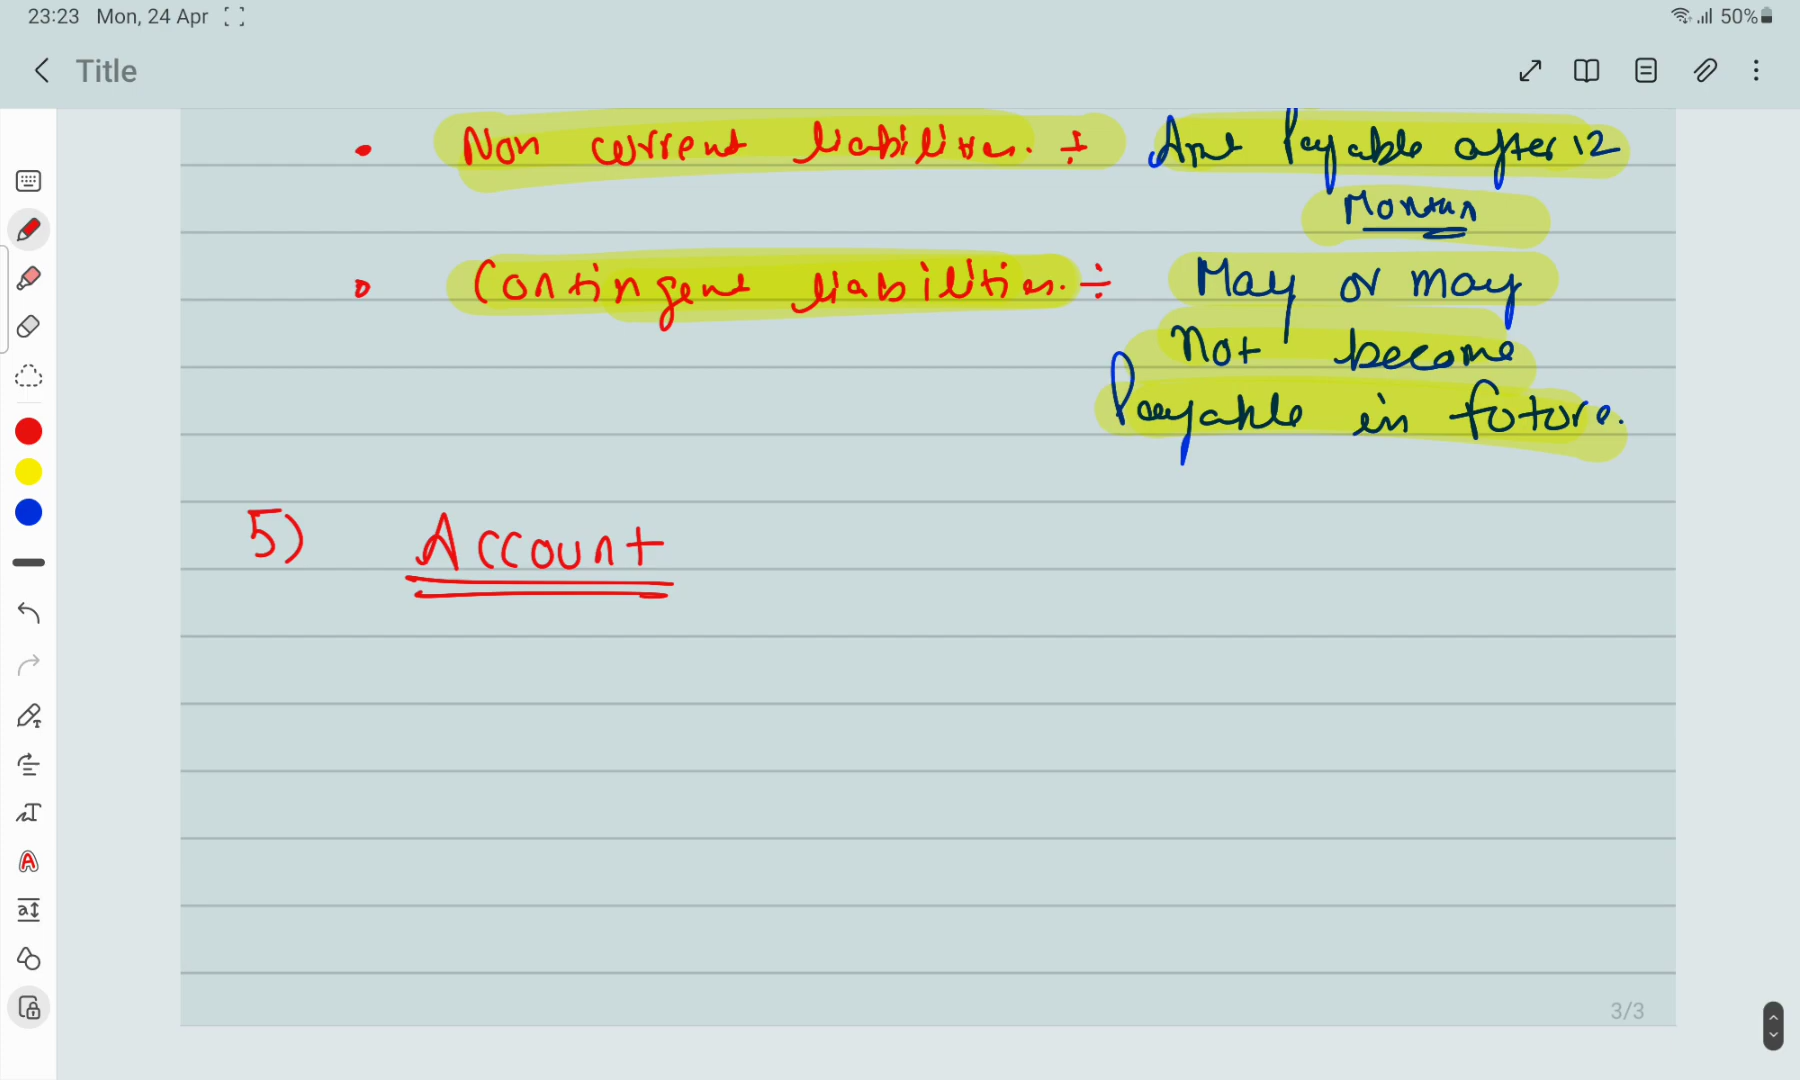 23:23 Mon, 24 Apr 50%
Title
• Non current liabilities. ÷ Amt Payable after 12
Months
• Contingent liabilities. ÷ May or may
Not become
Payable in future.
5) Account
3/3